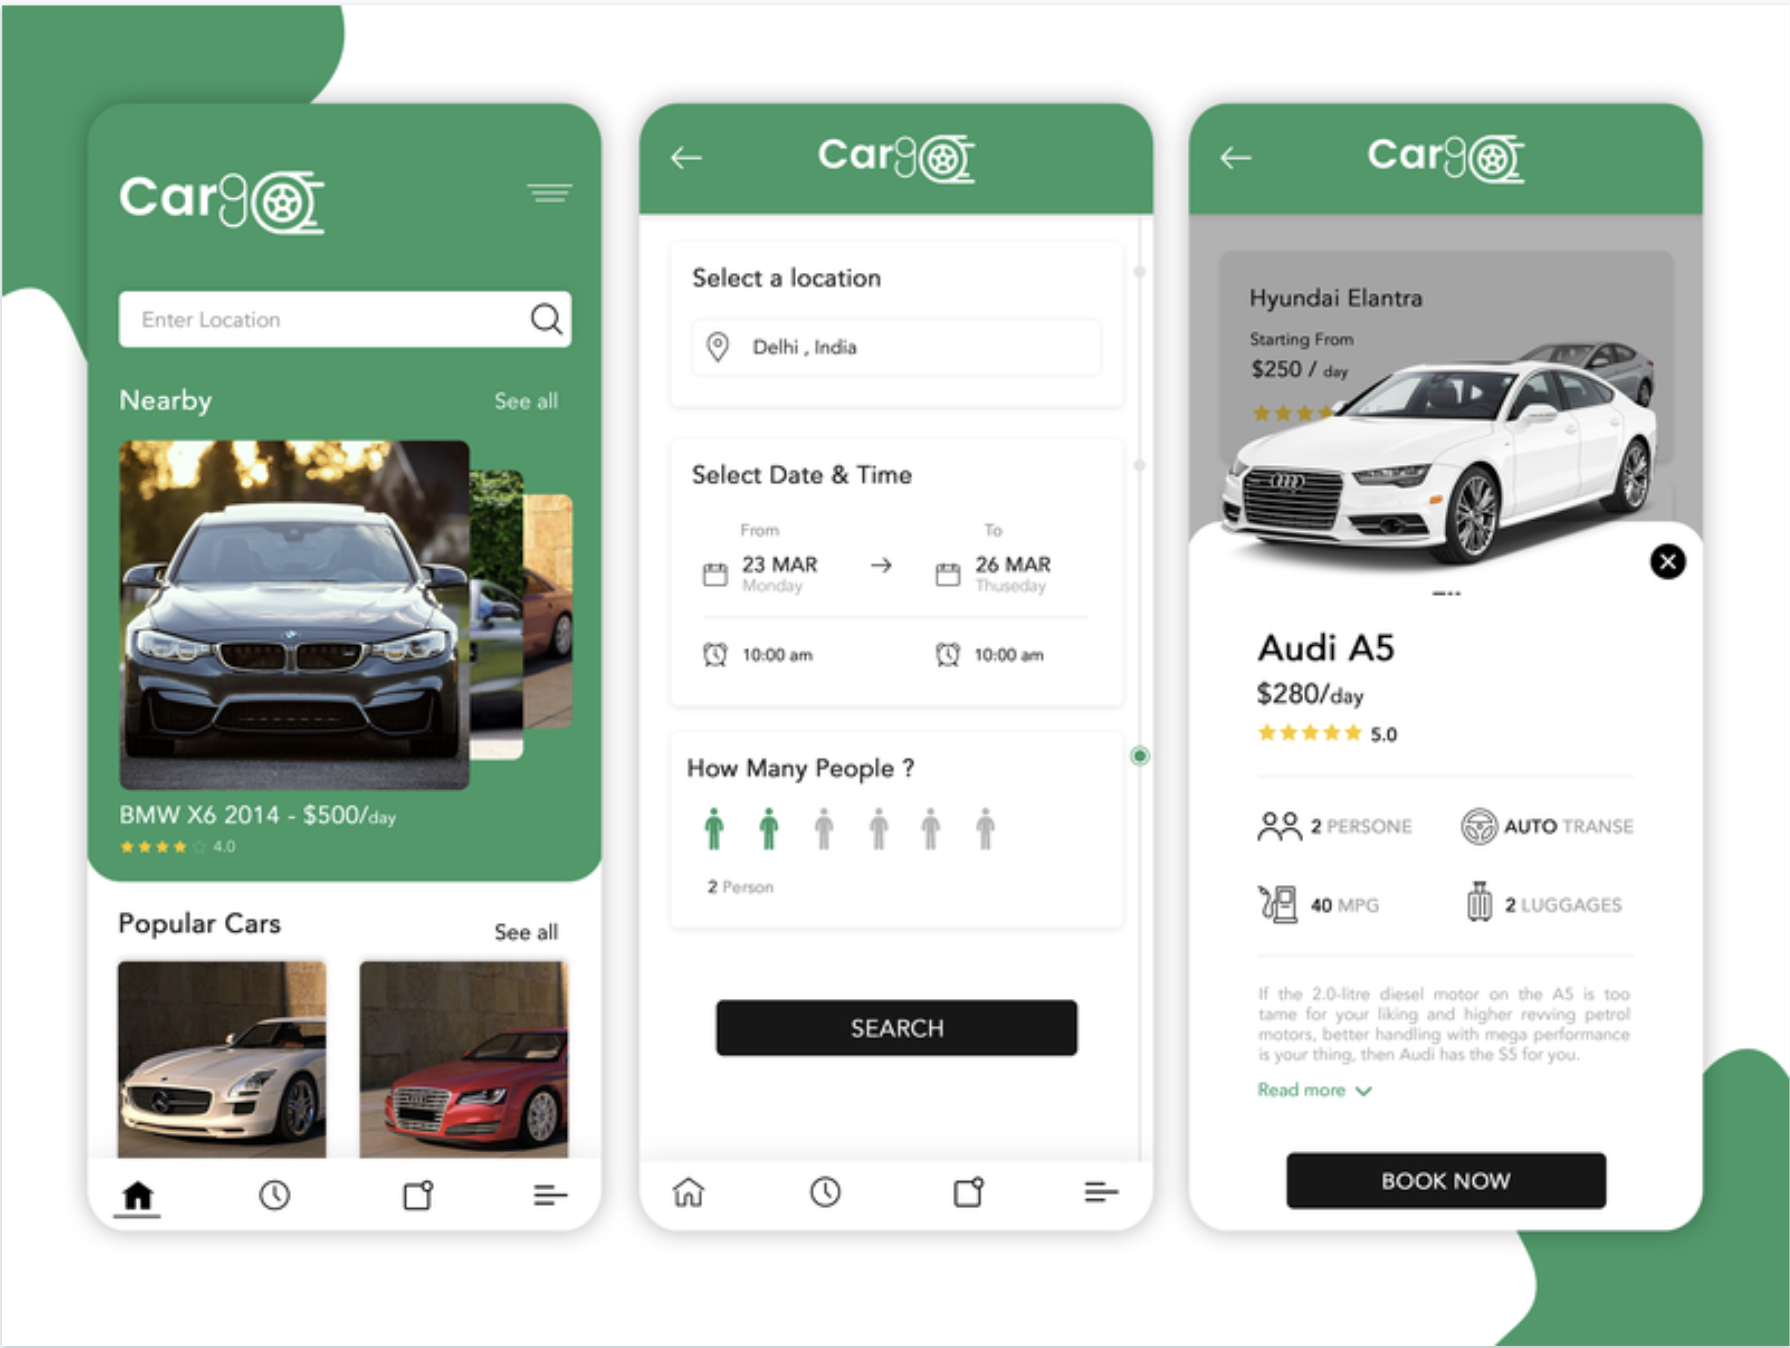 Cargo
Enter Location
Nearby
See all
BMW X6 2014 - $500/day
4.0
Popular Cars
See all
Cargo
Select a location
Delhi , India
Select Date & Time
From
To
23 MAR
26 MAR
Monday
Thuseday
10:00 am
10:00 am
How Many People ?
2 Person
SEARCH
Cargo
Hyundai Elantra
Starting From
$250 / day
Audi A5
$280/day
5.0
2 PERSONE
AUTO TRANSE
40 MPG
2 LUGGAGES
If the 2.0-litre diesel motor on the A5 is too
tame for your liking and higher revving petrol
motors, better handling with mega performance
is your thing, then Audi has the S5 for you.
Read more
BOOK NOW